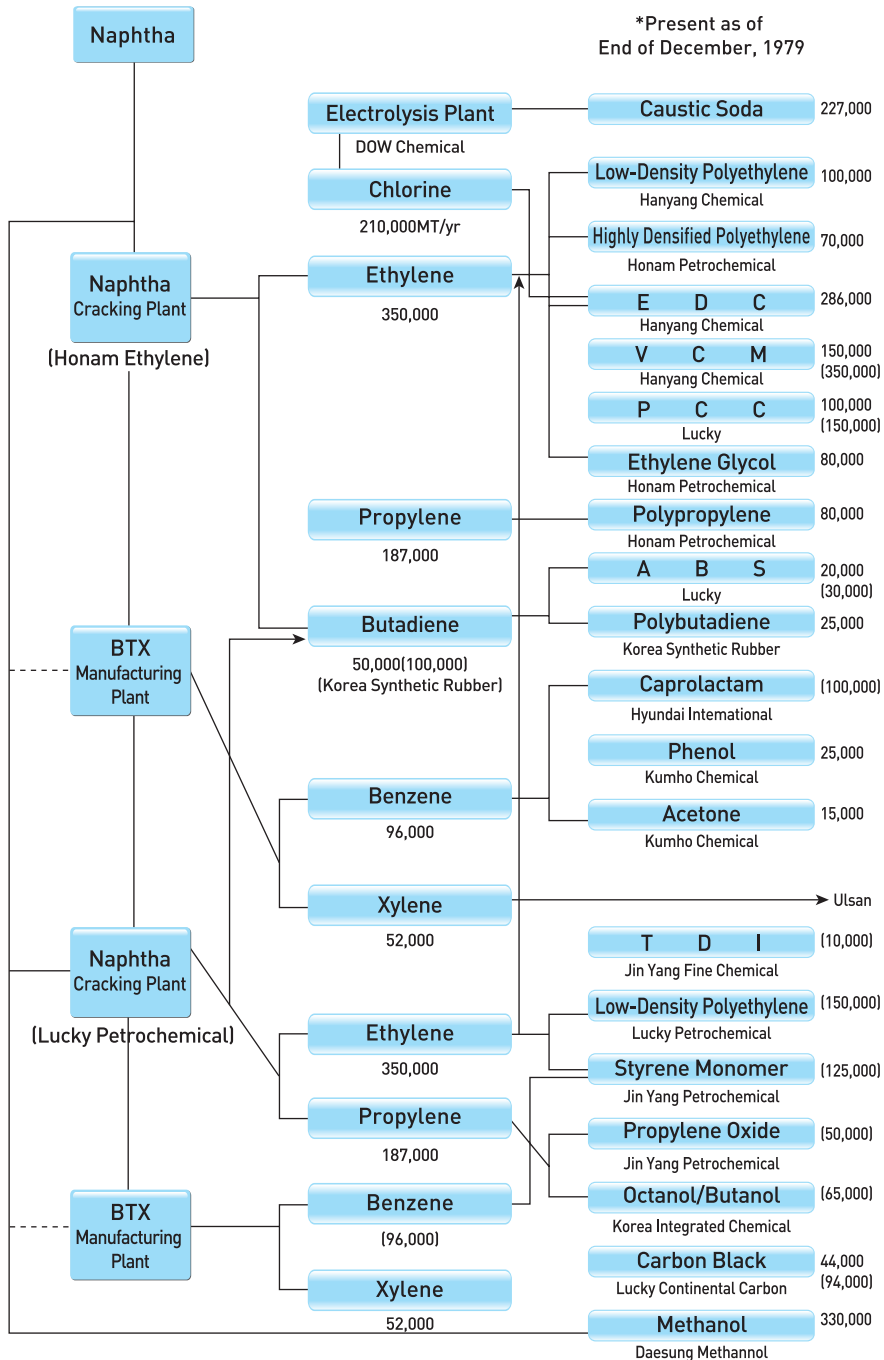 Naphtha
*Present as of
End of December, 1979
Electrolysis Plant
DOW Chemical
Caustic Soda
227,000
Chlorine
210,000MT/yr
Low-Density Polyethylene
100,000
Hanyang Chemical
Highly Densified Polyethylene
70,000
Honam Petrochemical
Naphtha
Cracking Plant
(Honam Ethylene)
Ethylene
350,000
E D C
286,000
Hanyang Chemical
V C M
150,000
(350,000)
Hanyang Chemical
P C C
100,000
(150,000)
Lucky
Ethylene Glycol
80,000
Honam Petrochemical
Propylene
187,000
Polypropylene
80,000
Honam Petrochemical
A B S
20,000
(30,000)
Lucky
BTX
Manufacturing
Plant
Butadiene
50,000(100,000)
(Korea Synthetic Rubber)
Polybutadiene
25,000
Korea Synthetic Rubber
Caprolactam
(100,000)
Hyundai International
Phenol
25,000
Kumho Chemical
Benzene
96,000
Acetone
15,000
Kumho Chemical
Xylene
52,000
Ulsan
Naphtha
Cracking Plant
(Lucky Petrochemical)
T D I
(10,000)
Jin Yang Fine Chemical
Ethylene
350,000
Low-Density Polyethylene
(150,000)
Lucky Petrochemical
Styrene Monomer
(125,000)
Jin Yang Petrochemical
Propylene
187,000
Propylene Oxide
(50,000)
Jin Yang Petrochemical
BTX
Manufacturing
Plant
Benzene
(96,000)
Octanol/Butanol
(65,000)
Korea Integrated Chemical
Xylene
52,000
Carbon Black
44,000
(94,000)
Lucky Continental Carbon
Methanol
330,000
Daesung Methannol